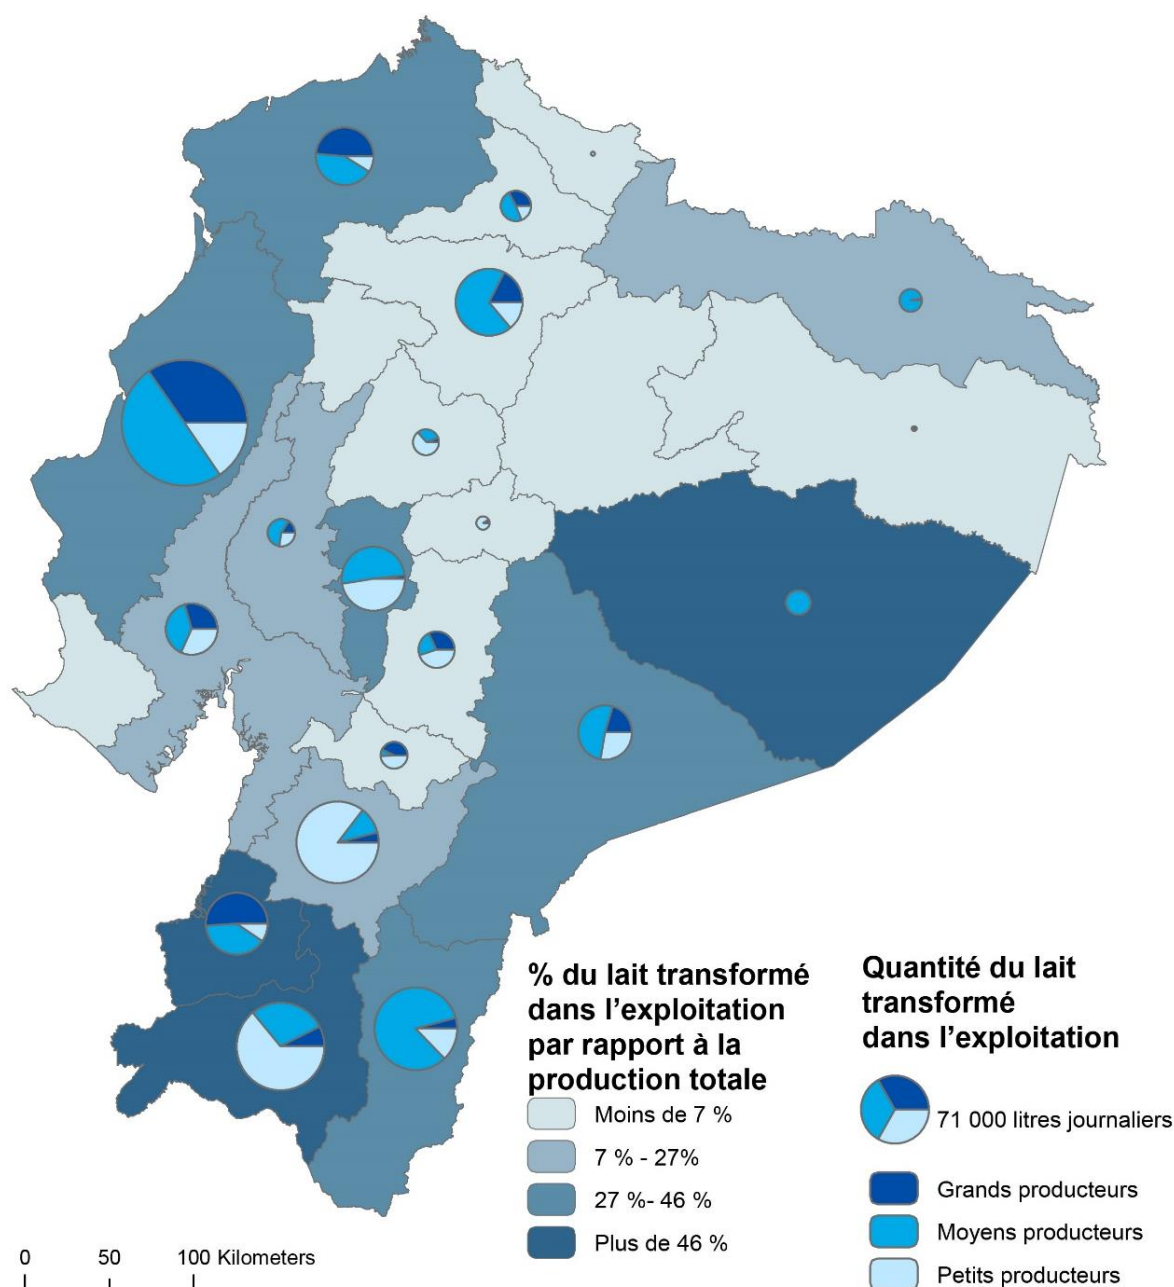 % du lait transformé
dans l’exploitation
par rapport à la
production totale
Moins de 7 %
7 % - 27%
27 %- 46 %
Plus de 46 %
Quantité du lait
transformé
dans l’exploitation
71 000 litres journaliers
Grands producteurs
Moyens producteurs
Petits producteurs
0 50 100 Kilometers